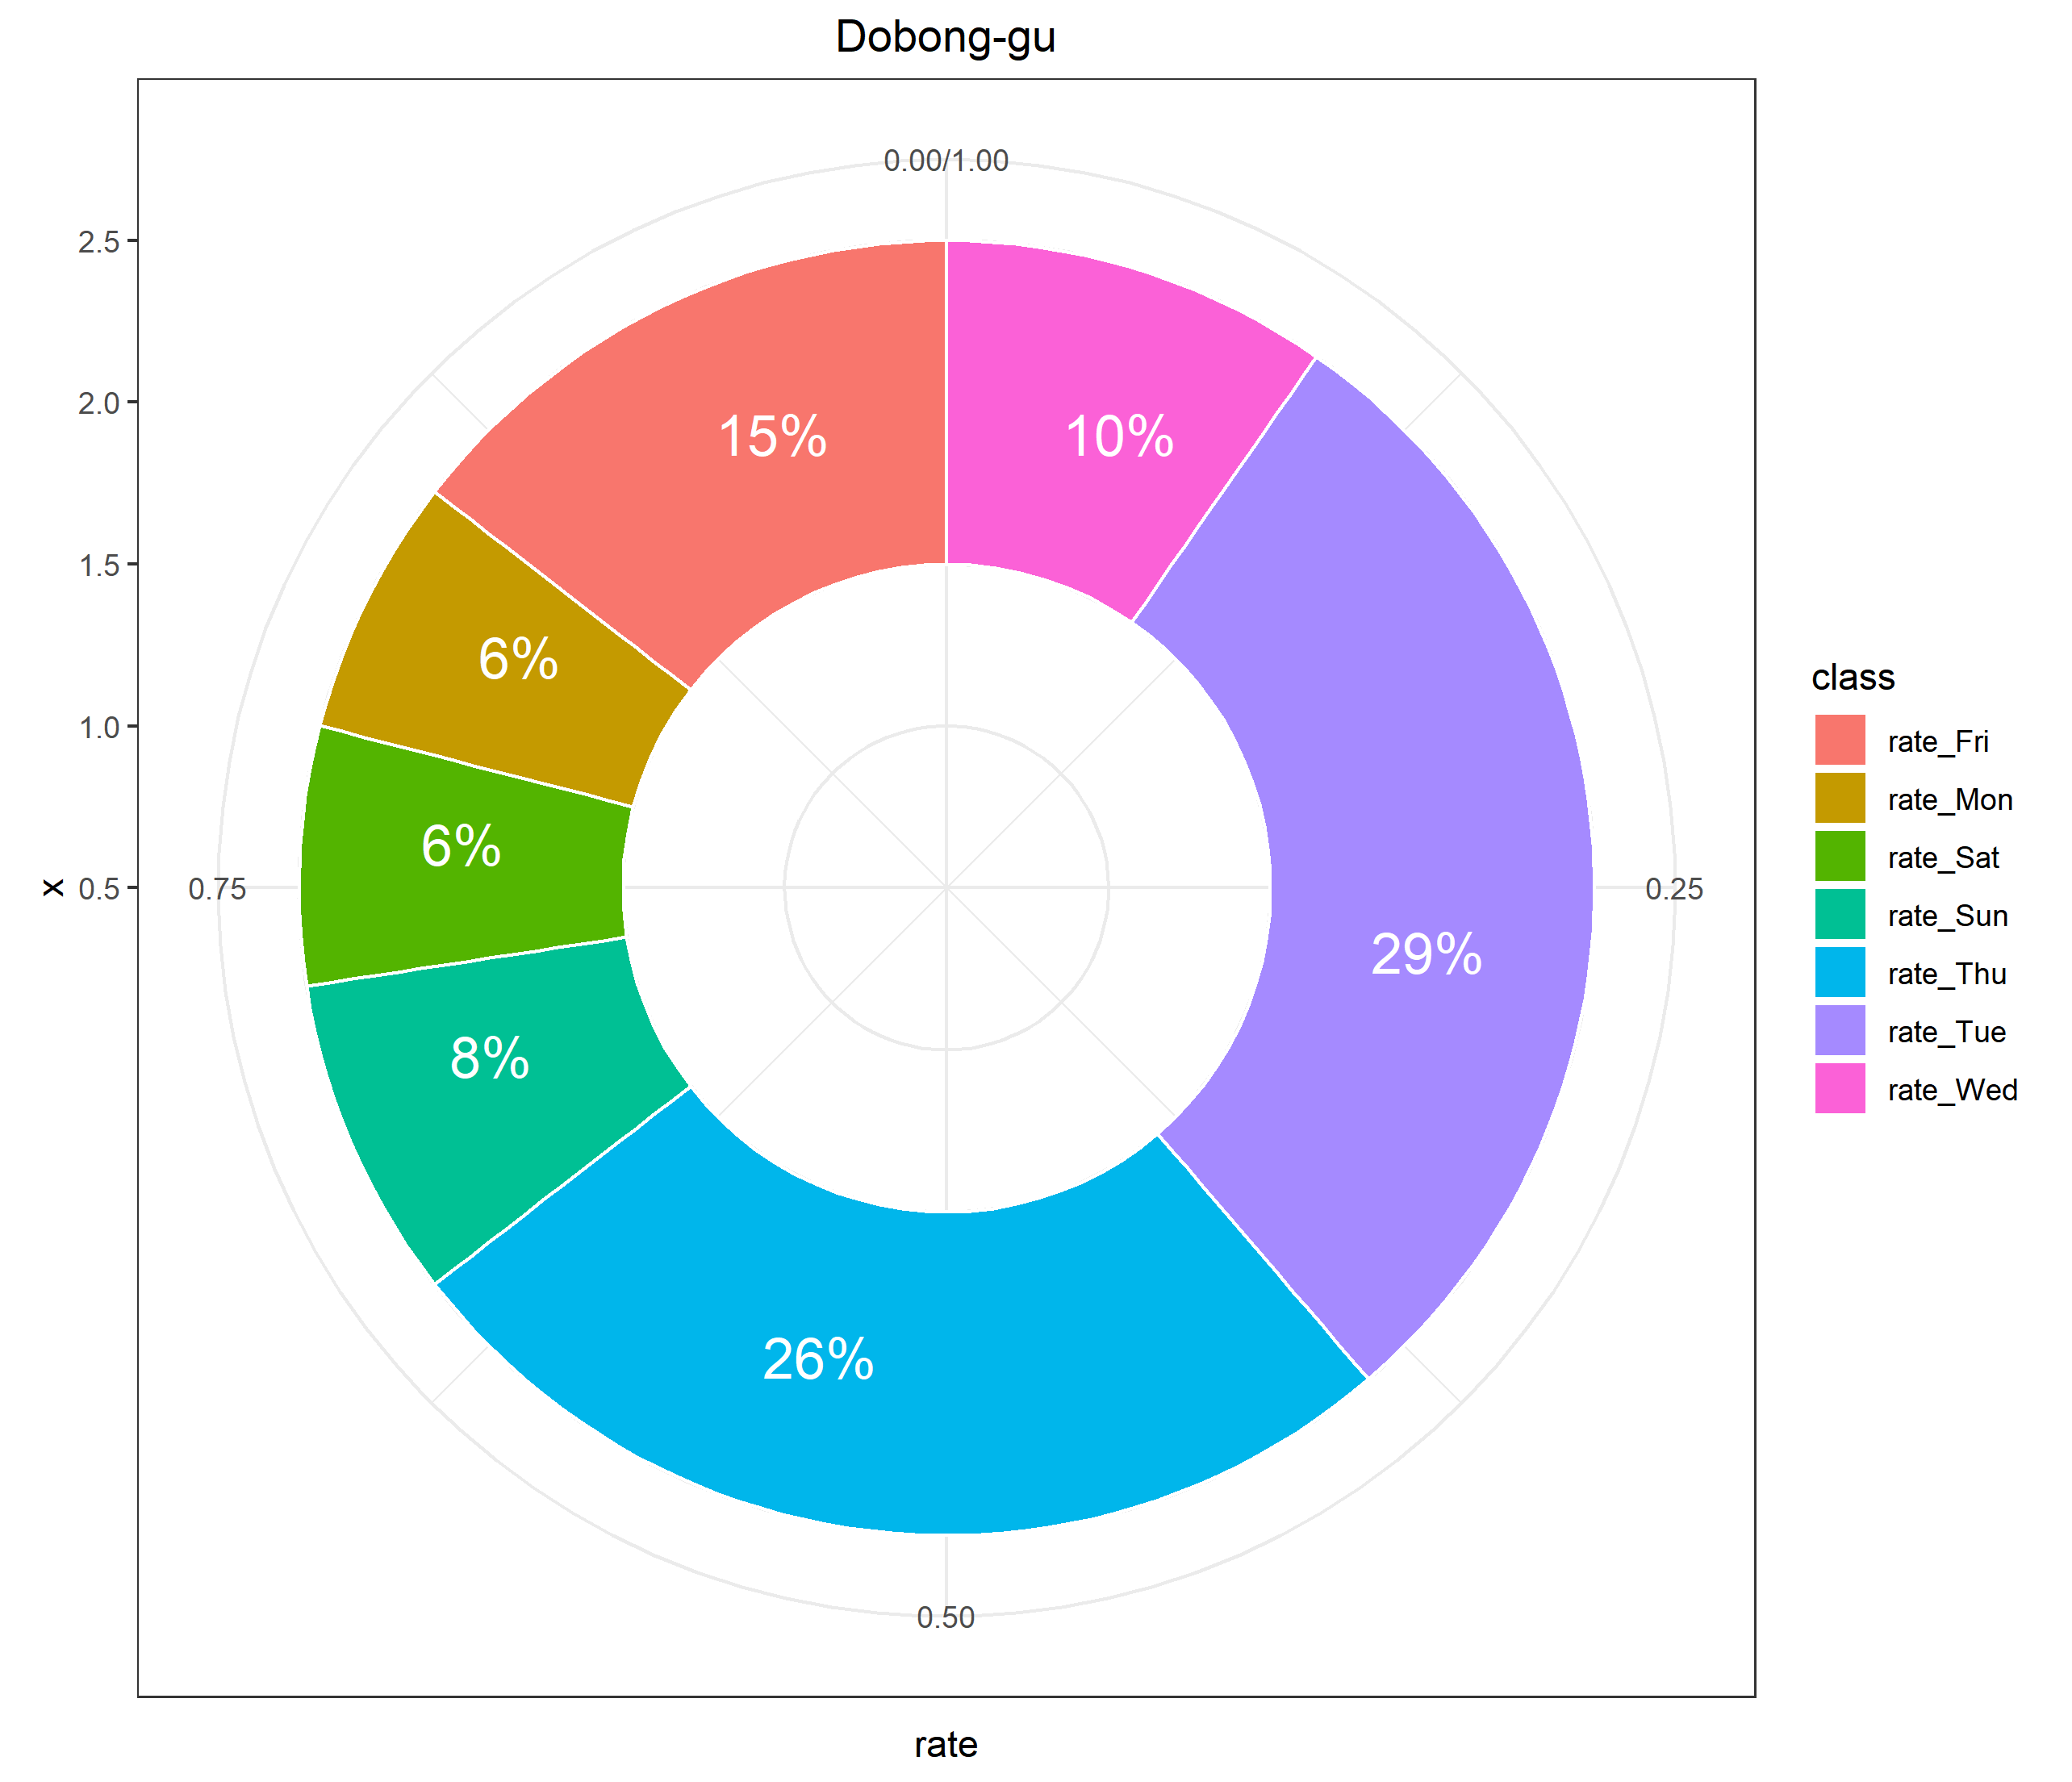 Dobong-gu
0.00/1.00
2.5
2.0
1.5
1.0
x 0.5
0.75
0.25
0.50
15%
10%
6%
6%
8%
29%
26%
rate
class
rate_Fri
rate_Mon
rate_Sat
rate_Sun
rate_Thu
rate_Tue
rate_Wed